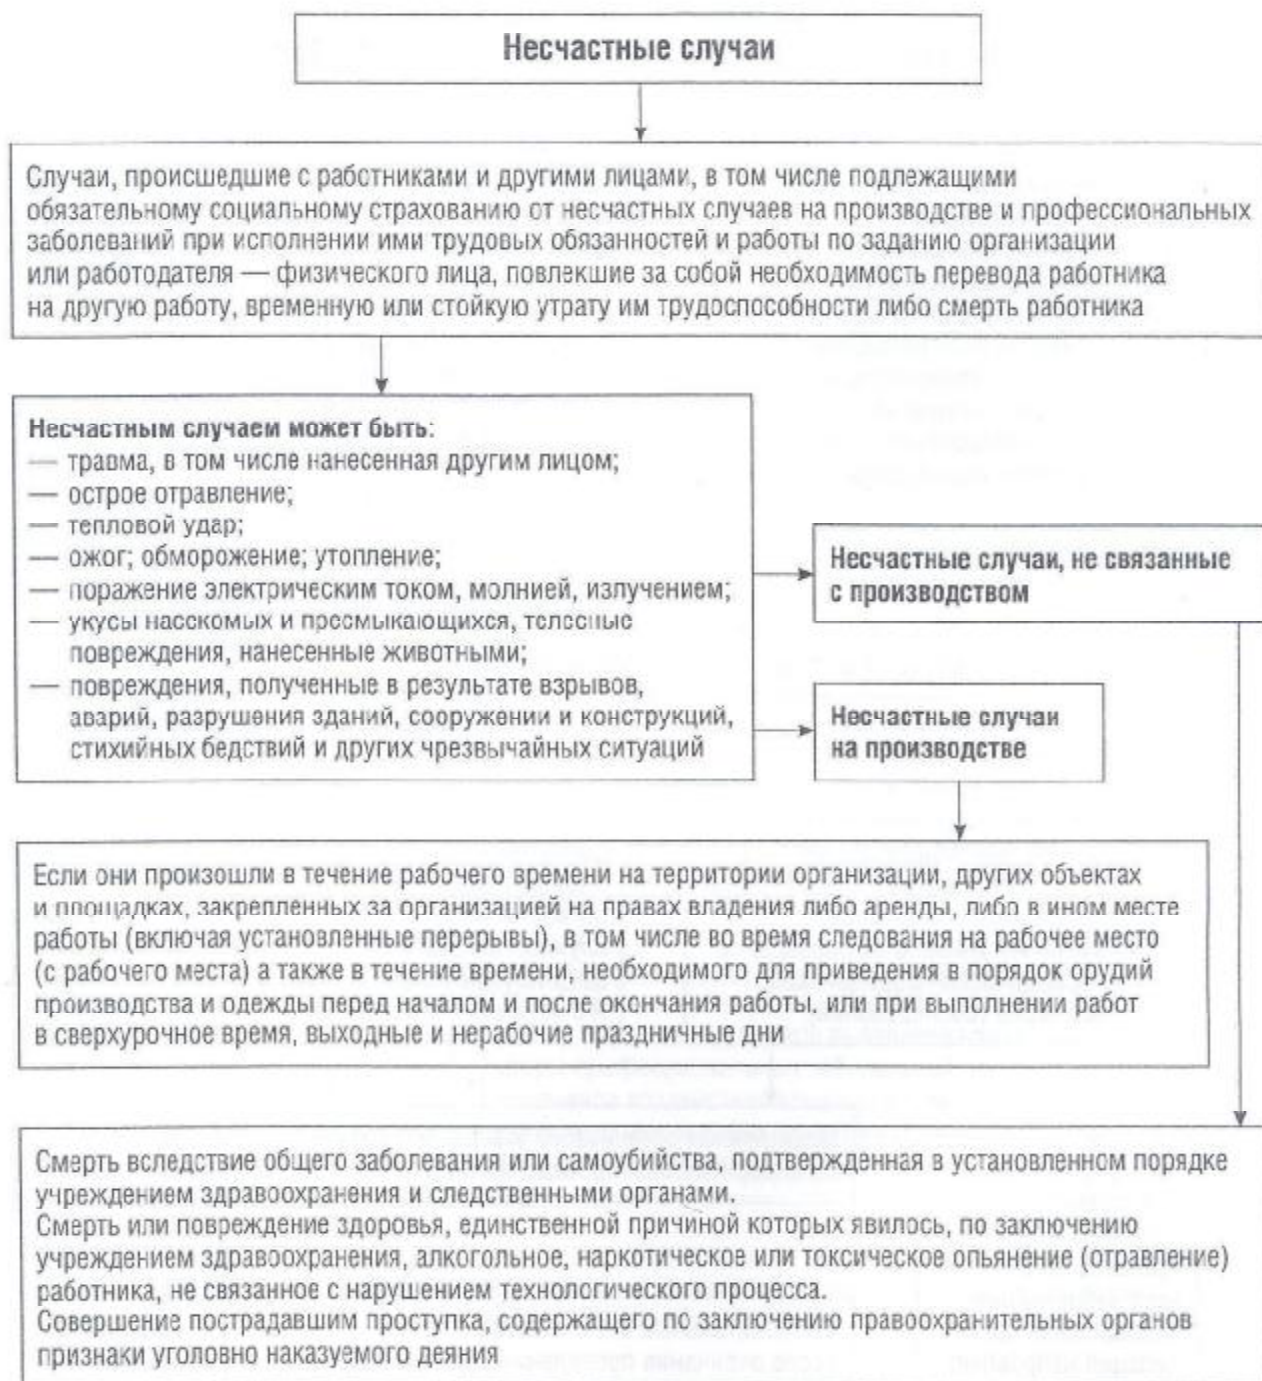 Несчастные случаи
Случаи, происшедшие с работниками и другими лицами, в том числе подлежащими
обязательному социальному страхованию от несчастных случаев на производстве и профессиональных
заболеваний при исполнении ими трудовых обязанностей и работы по заданию организации
или работодателя — физического лица, повлекшие за собой необходимость перевода работника
на другую работу, временную или стойкую утрату им трудоспособности либо смерть работника
Несчастным случаем может быть:
— травма, в том числе нанесенная другим лицом;
— острое отравление;
— тепловой удар;
— ожог; обморожение; утопление;
— поражение электрическим током, молнией, излучением;
— укусы насекомых и пресмыкающихся, телесные
повреждения, нанесенные животными;
— повреждения, полученные в результате взрывов,
аварий, разрушения зданий, сооружении и конструкций,
стихийных бедствий и других чрезвычайных ситуаций
Несчастные случаи, не связанные
с производством
Несчастные случаи
на производстве
Если они произошли в течение рабочего времени на территории организации, других объектах
и площадках, закрепленных за организацией на правах владения либо аренды, либо в ином месте
работы (включая установленные перерывы), в том числе во время следования на рабочее место
(с рабочего места) а также в течение времени, необходимого для приведения в порядок орудий
производства и одежды перед началом и после окончания работы, или при выполнении работ
в сверхурочное время, выходные и нерабочие праздничные дни
Смерть вследствие общего заболевания или самоубийства, подтвержденная в установленном порядке
учреждением здравоохранения и следственными органами.
Смерть или повреждение здоровья, единственной причиной которых явилось, по заключению
учреждением здравоохранения, алкогольное, наркотическое или токсическое опьянение (отравление)
работника, не связанное с нарушением технологического процесса.
Совершение пострадавшим проступка, содержащего по заключению правоохранительных органов
признаки уголовно наказуемого деяния